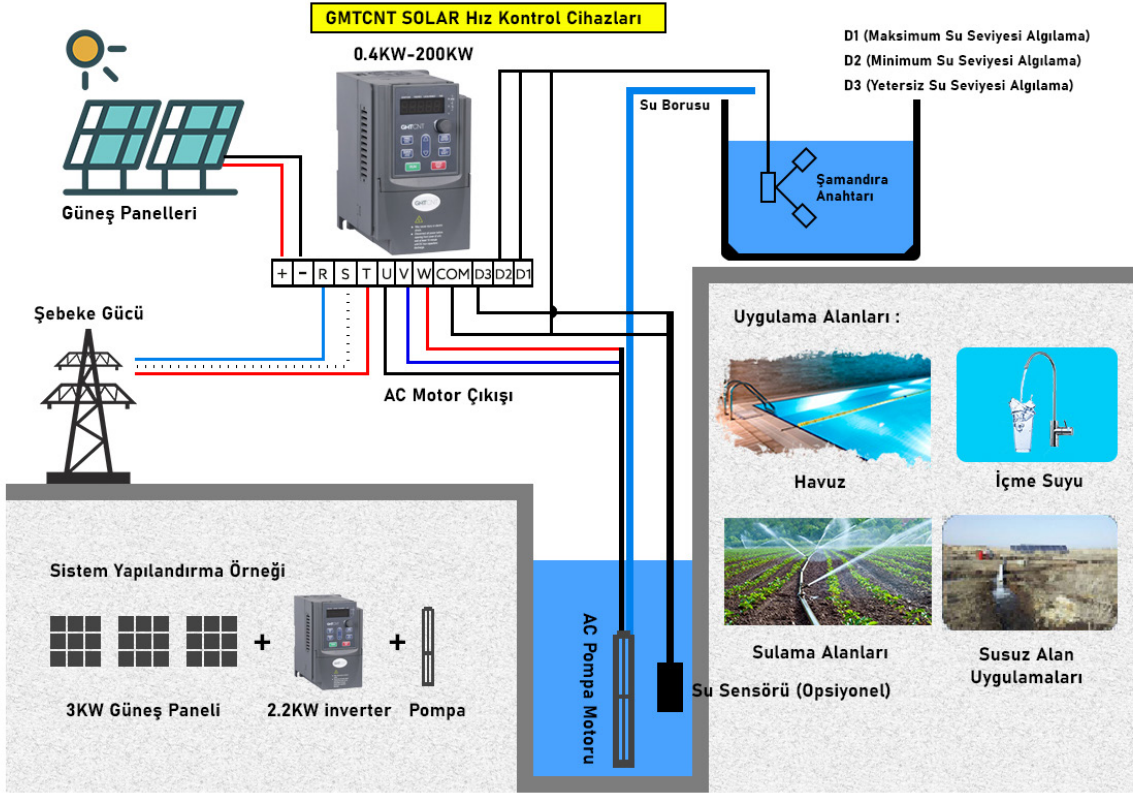 GMTCNT SOLAR Hız Kontrol Cihazları
0.4KW-200KW
D1 (Maksimum Su Seviyesi Algılama)
D2 (Minimum Su Seviyesi Algılama)
D3 (Yetersiz Su Seviyesi Algılama)
Su Borusu
GMTCNT
GMTCNT
Şamandıra
Anahtarı
Güneş Panelleri
+ - R S T U V W COM D3 D2 D1
Şebeke Gücü
AC Motor Çıkışı
Uygulama Alanları :
Havuz
İçme Suyu
Sulama Alanları
Susuz Alan
Uygulamaları
Sistem Yapılandırma Örneği
+
+
3KW Güneş Paneli
2.2KW inverter
Pompa
AC Pompa Motoru
Su Sensörü (Opsiyonel)